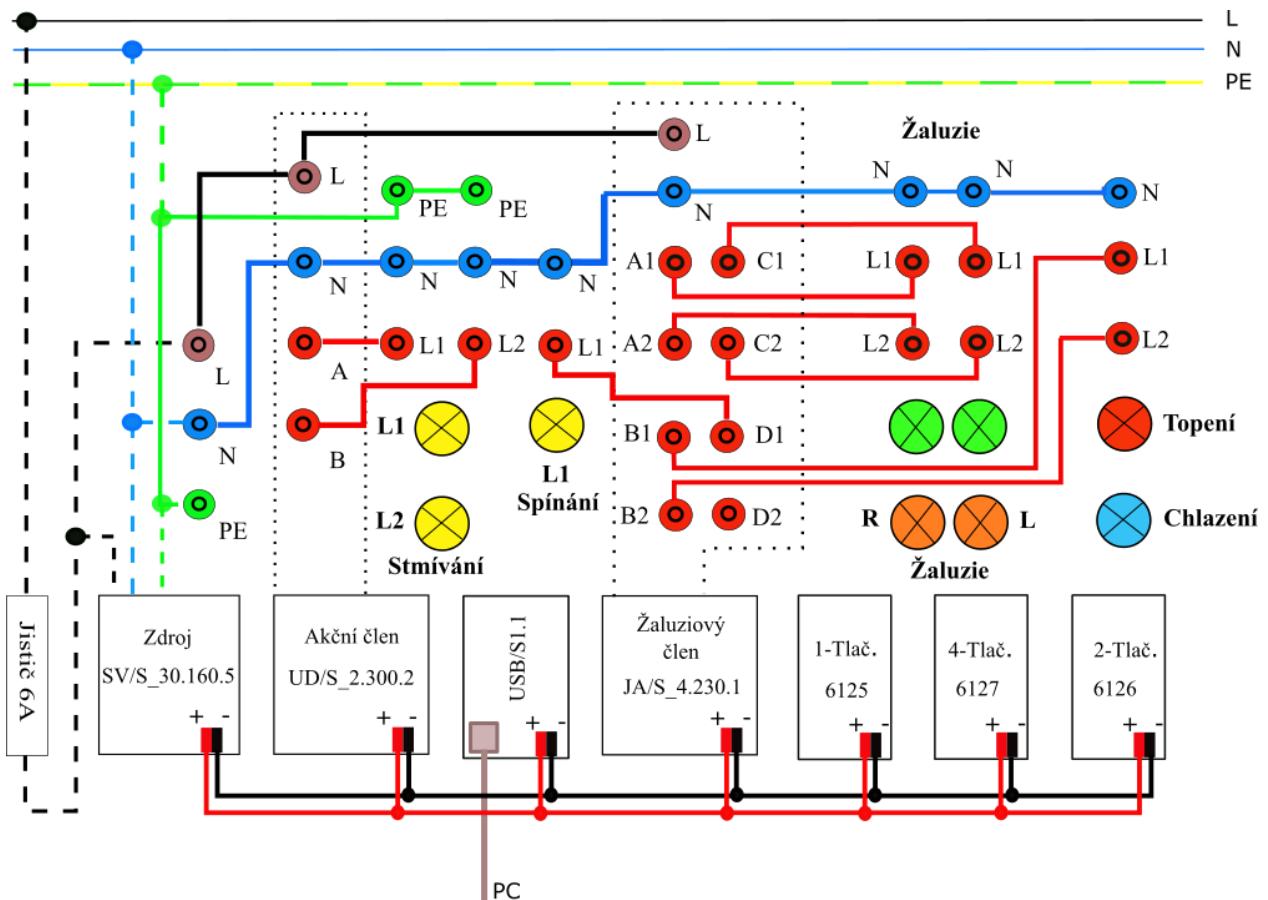 L
N
PE
Žaluzie
L
L
PE
PE
N
N
N
N
N
N
N
N
N
A1
C1
L1
L1
L1
L
A
L1
L2
L1
A2
C2
L2
L2
L2
N
B
L1
B1
D1
Topení
L1
Spínání
PE
L2
Stmívání
B2
D2
R
L
Žaluzie
Chlazení
Jistič 6A
Zdroj
SV/S_30.160.5
+ -
Akční člen
UD/S_2.300.2
+ -
USB/S1.1
+ -
Žaluziový
člen
JA/S_4.230.1
+ -
1-Tlač.
6125
+ -
4-Tlač.
6127
+ -
2-Tlač.
6126
+ -
PC